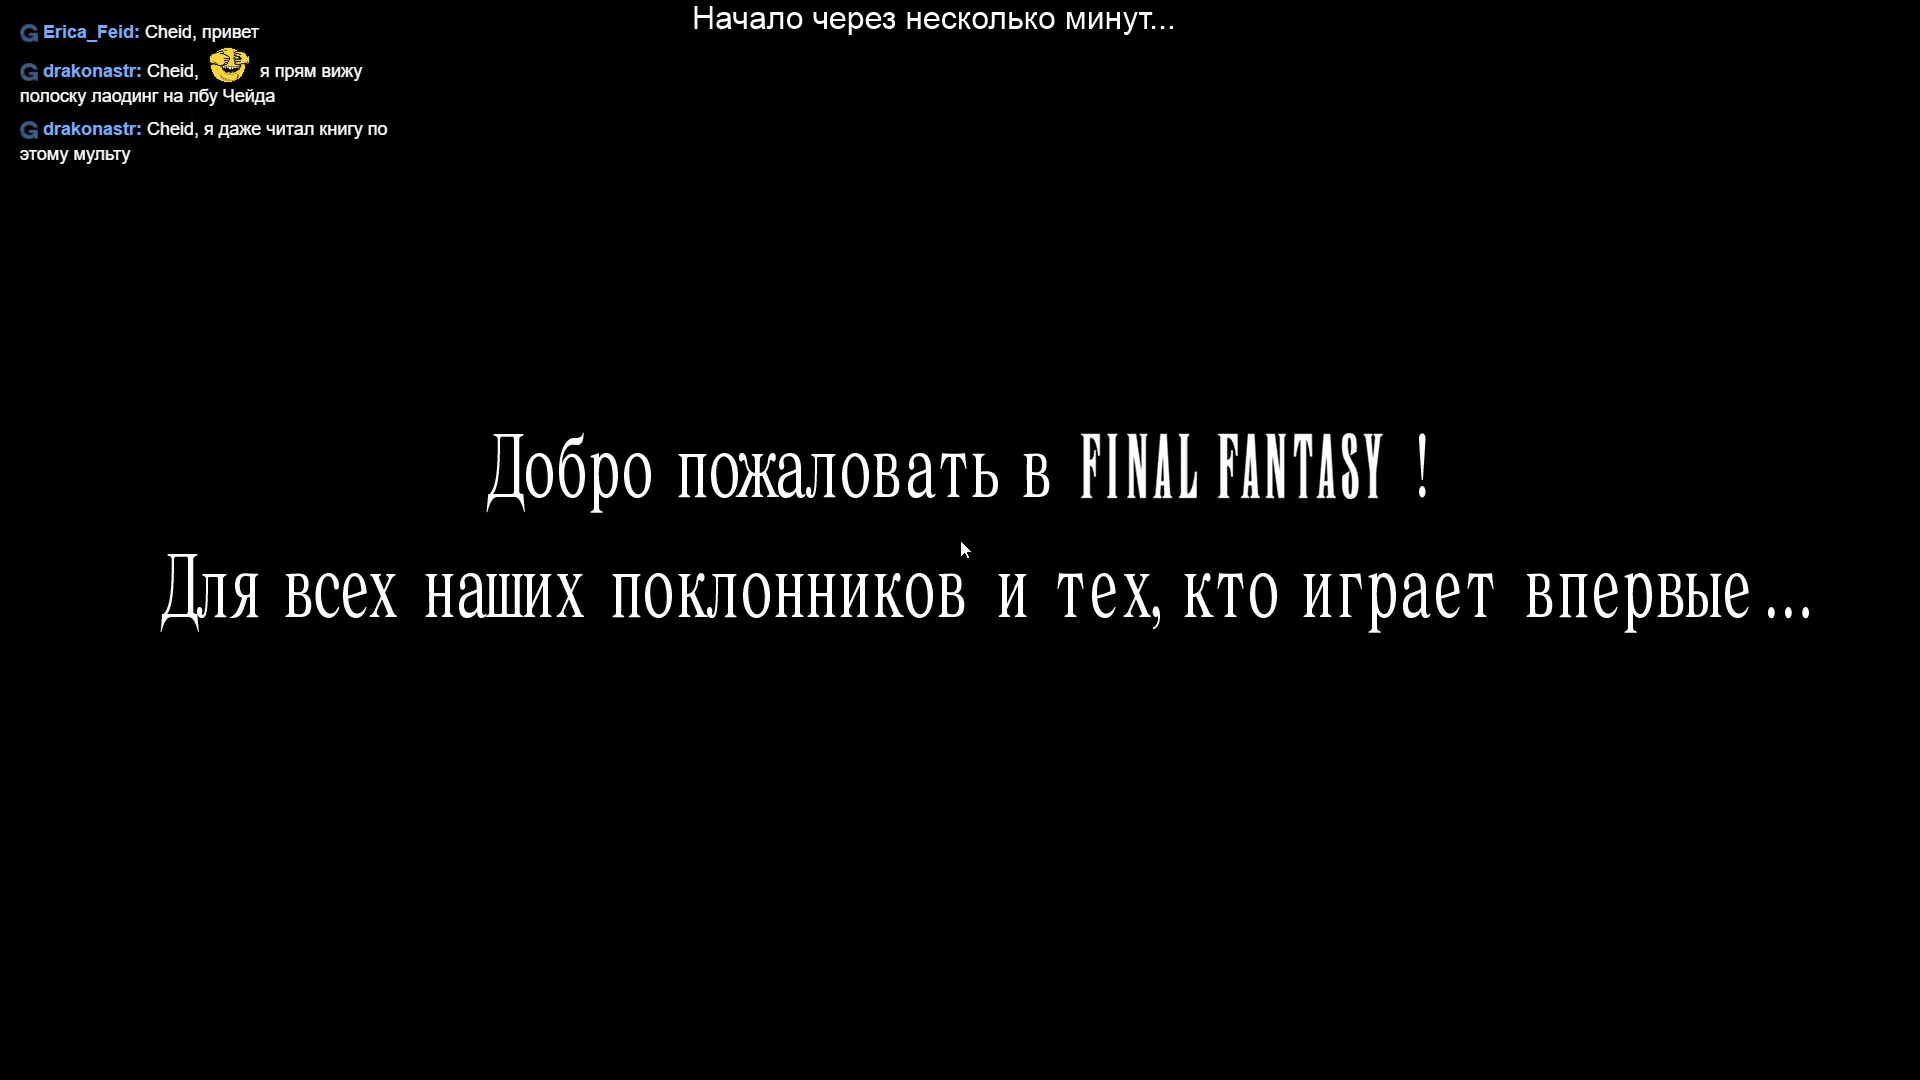 Начало через несколько минут...
Erica_Feid: Cheid, привет
drakonastr: Cheid, я прям вижу
полоску лаодинг на лбу Чейда
drakonastr: Cheid, я даже читал книгу по
этому мульту
Добро пожаловать в FINAL FANTASY !
Для всех наших поклонников и тех, кто играет впервые...